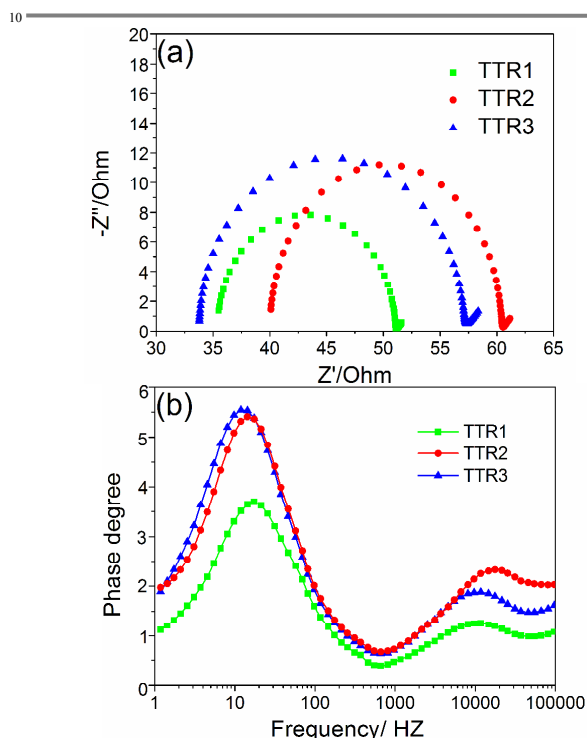 10
(a)
TTR1
TTR2
TTR3
20
18
16
14
12
10
8
6
4
2
0
-Z"/Ohm
30 35 40 45 50 55 60 65
Z'/Ohm
(b)
TTR1
TTR2
TTR3
6
5
4
3
2
1
0
Phase degree
1 10 100 1000 10000 100000
Frequency/ HZ